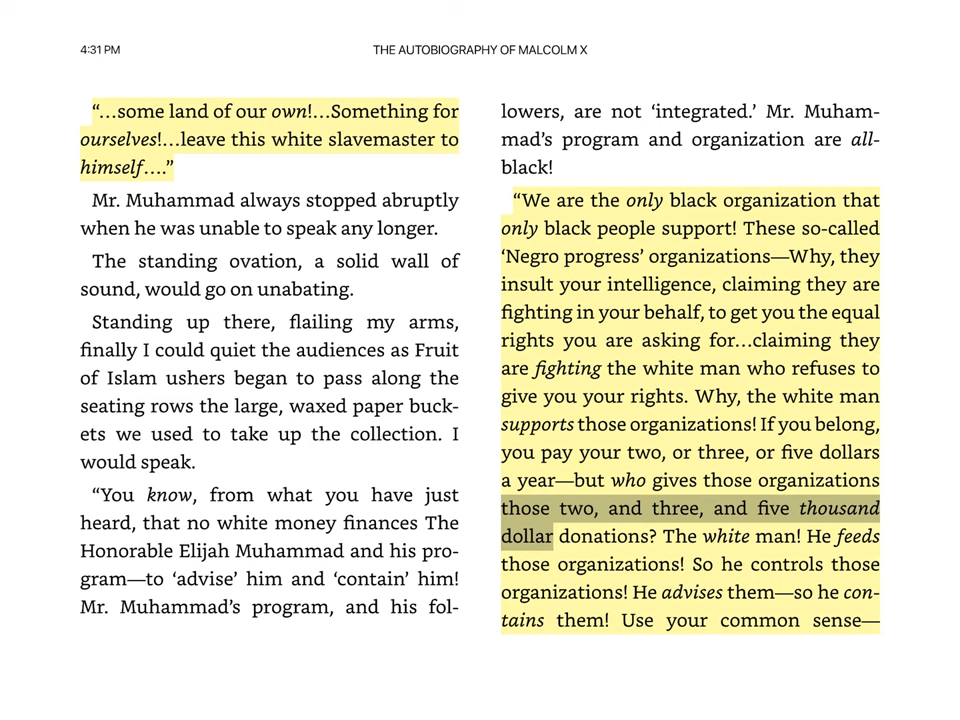 4:31 PM
THE AUTOBIOGRAPHY OF MALCOLM X
“…some land of our own!…Something for
ourselves!…leave this white slavemaster to
himself….”
Mr. Muhammad always stopped abruptly
when he was unable to speak any longer.
The standing ovation, a solid wall of
sound, would go on unabating.
Standing up there, flailing my arms,
finally I could quiet the audiences as Fruit
of Islam ushers began to pass along the
seating rows the large, waxed paper buck-
ets we used to take up the collection. I
would speak.
“You know, from what you have just
heard, that no white money finances The
Honorable Elijah Muhammad and his pro-
gram—to ‘advise’ him and ‘contain’ him!
Mr. Muhammad’s program, and his fol-
lowers, are not ‘integrated.’ Mr. Muham-
mad’s program and organization are all-
black!
“We are the only black organization that
only black people support! These so-called
‘Negro progress’ organizations—Why, they
insult your intelligence, claiming they are
fighting in your behalf, to get you the equal
rights you are asking for…claiming they
are fighting the white man who refuses to
give you your rights. Why, the white man
supports those organizations! If you belong,
you pay your two, or three, or five dollars
a year—but who gives those organizations
those two, and three, and five thousand
dollar donations? The white man! He feeds
those organizations! So he controls those
organizations! He advises them—so he con-
tains them! Use your common sense—